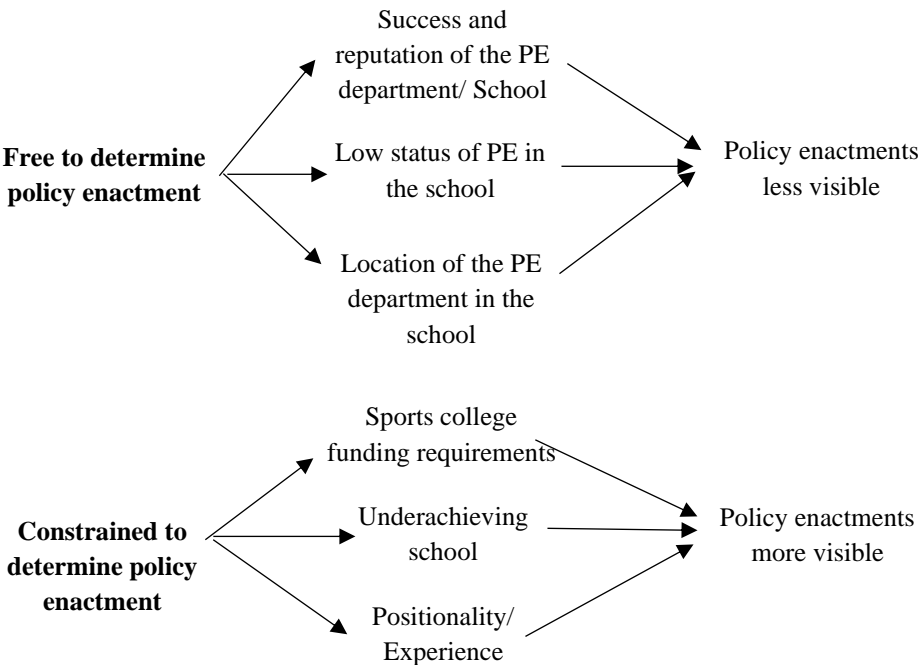 Success and
reputation of the PE
department/ School
Free to determine
policy enactment
Low status of PE in
the school
Policy enactments
less visible
Location of the PE
department in the
school
Sports college
funding requirements
Constrained to
determine policy
enactment
Underachieving
school
Policy enactments
more visible
Positionality/
Experience